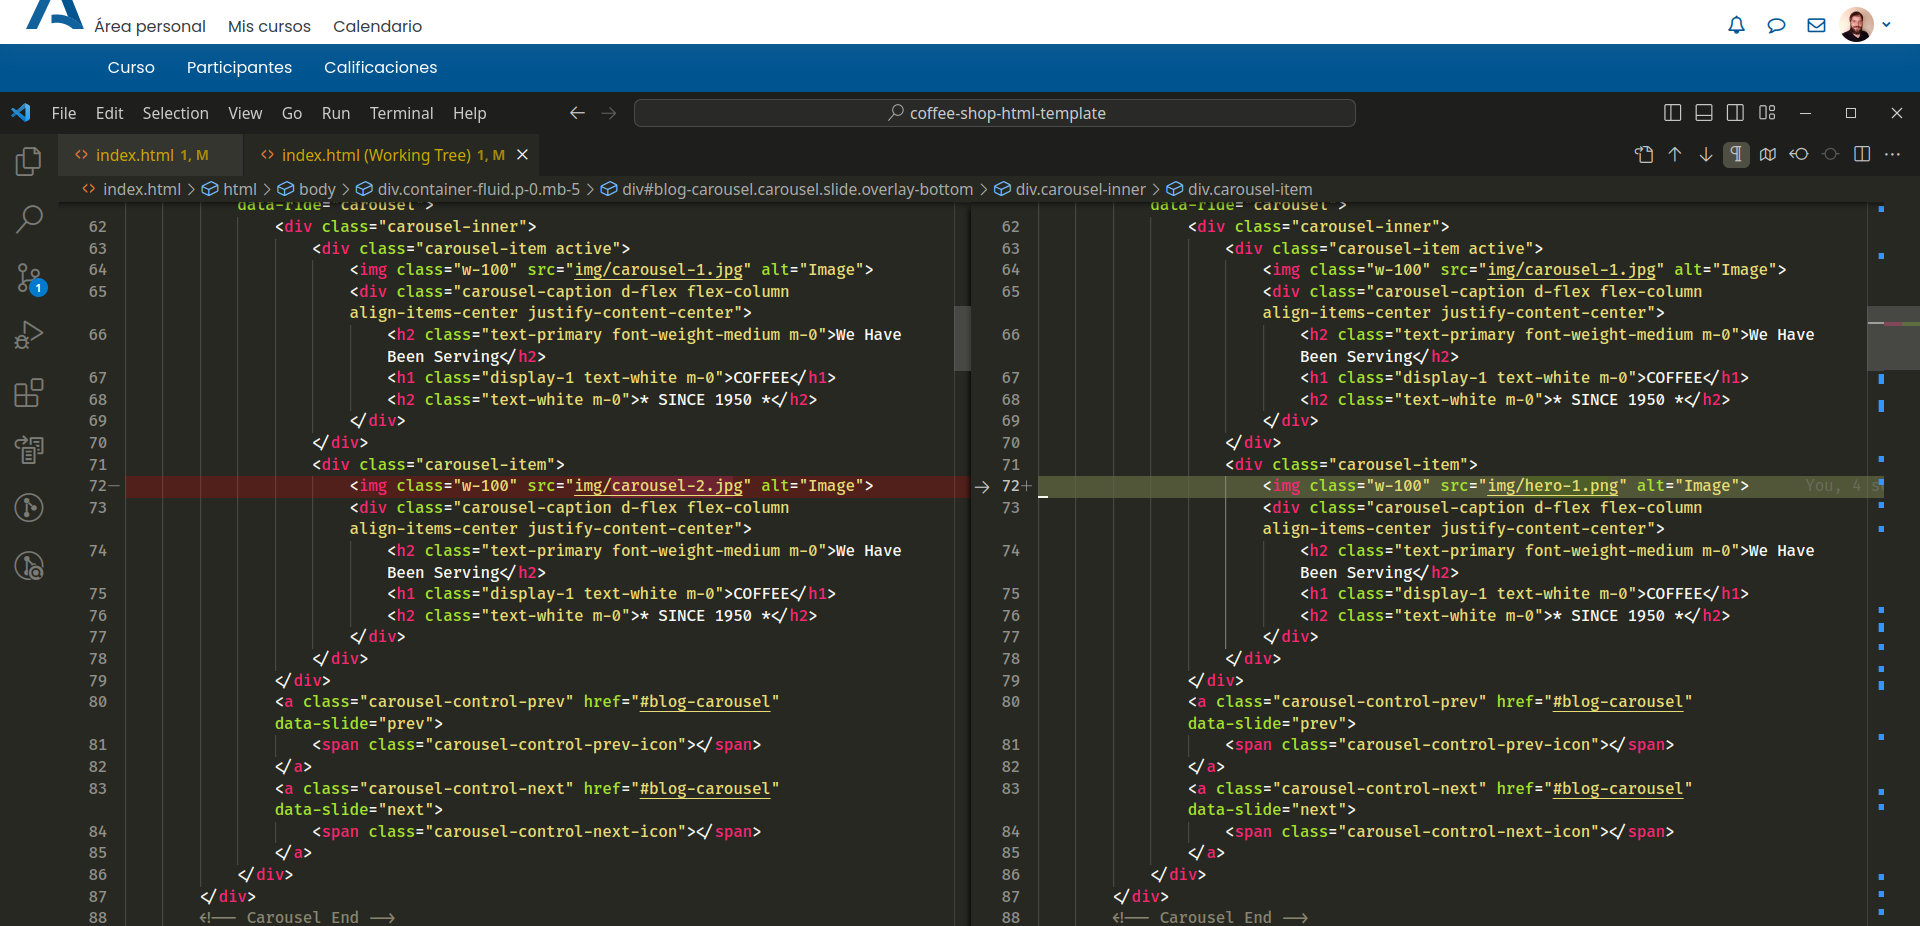 Área personal Mis cursos Calendario
Curso Participantes Calificaciones
File Edit Selection View Go Run Terminal Help coffee-shop-html-template
index.html 1, M index.html (Working Tree) 1, M
index.html > html > body > div.container-fluid.p-0.mb-5 > div#blog-carousel.carousel.slide.overlay-bottom > div.carousel-inner > div.carousel-item
1
data-ride="carousel">
62 <div class="carousel-inner">
63 <div class="carousel-item active">
64 <img class="w-100" src="img/carousel-1.jpg" alt="Image">
65 <div class="carousel-caption d-flex flex-column
align-items-center justify-content-center">
66 <h2 class="text-primary font-weight-medium m-0">We Have
Been Serving</h2>
67 <h1 class="display-1 text-white m-0">COFFEE</h1>
68 <h2 class="text-white m-0">* SINCE 1950 *</h2>
69 </div>
70 </div>
71 <div class="carousel-item">
72— <img class="w-100" src="img/carousel-2.jpg" alt="Image">
73 <div class="carousel-caption d-flex flex-column
align-items-center justify-content-center">
74 <h2 class="text-primary font-weight-medium m-0">We Have
Been Serving</h2>
75 <h1 class="display-1 text-white m-0">COFFEE</h1>
76 <h2 class="text-white m-0">* SINCE 1950 *</h2>
77 </div>
78 </div>
79 </div>
80 <a class="carousel-control-prev" href="#blog-carousel"
data-slide="prev">
81 <span class="carousel-control-prev-icon"></span>
82 </a>
83 <a class="carousel-control-next" href="#blog-carousel"
data-slide="next">
84 <span class="carousel-control-next-icon"></span>
85 </a>
86 </div>
87 </div>
88 <!-- Carousel End -->
data-ride="carousel">
62 <div class="carousel-inner">
63 <div class="carousel-item active">
64 <img class="w-100" src="img/carousel-1.jpg" alt="Image">
65 <div class="carousel-caption d-flex flex-column
align-items-center justify-content-center">
66 <h2 class="text-primary font-weight-medium m-0">We Have
Been Serving</h2>
67 <h1 class="display-1 text-white m-0">COFFEE</h1>
68 <h2 class="text-white m-0">* SINCE 1950 *</h2>
69 </div>
70 </div>
71 <div class="carousel-item">
→ 72+ <img class="w-100" src="img/hero-1.png" alt="Image"> You, 4 s
73 <div class="carousel-caption d-flex flex-column
align-items-center justify-content-center">
74 <h2 class="text-primary font-weight-medium m-0">We Have
Been Serving</h2>
75 <h1 class="display-1 text-white m-0">COFFEE</h1>
76 <h2 class="text-white m-0">* SINCE 1950 *</h2>
77 </div>
78 </div>
79 </div>
80 <a class="carousel-control-prev" href="#blog-carousel"
data-slide="prev">
81 <span class="carousel-control-prev-icon"></span>
82 </a>
83 <a class="carousel-control-next" href="#blog-carousel"
data-slide="next">
84 <span class="carousel-control-next-icon"></span>
85 </a>
86 </div>
87 </div>
88 <!-- Carousel End -->